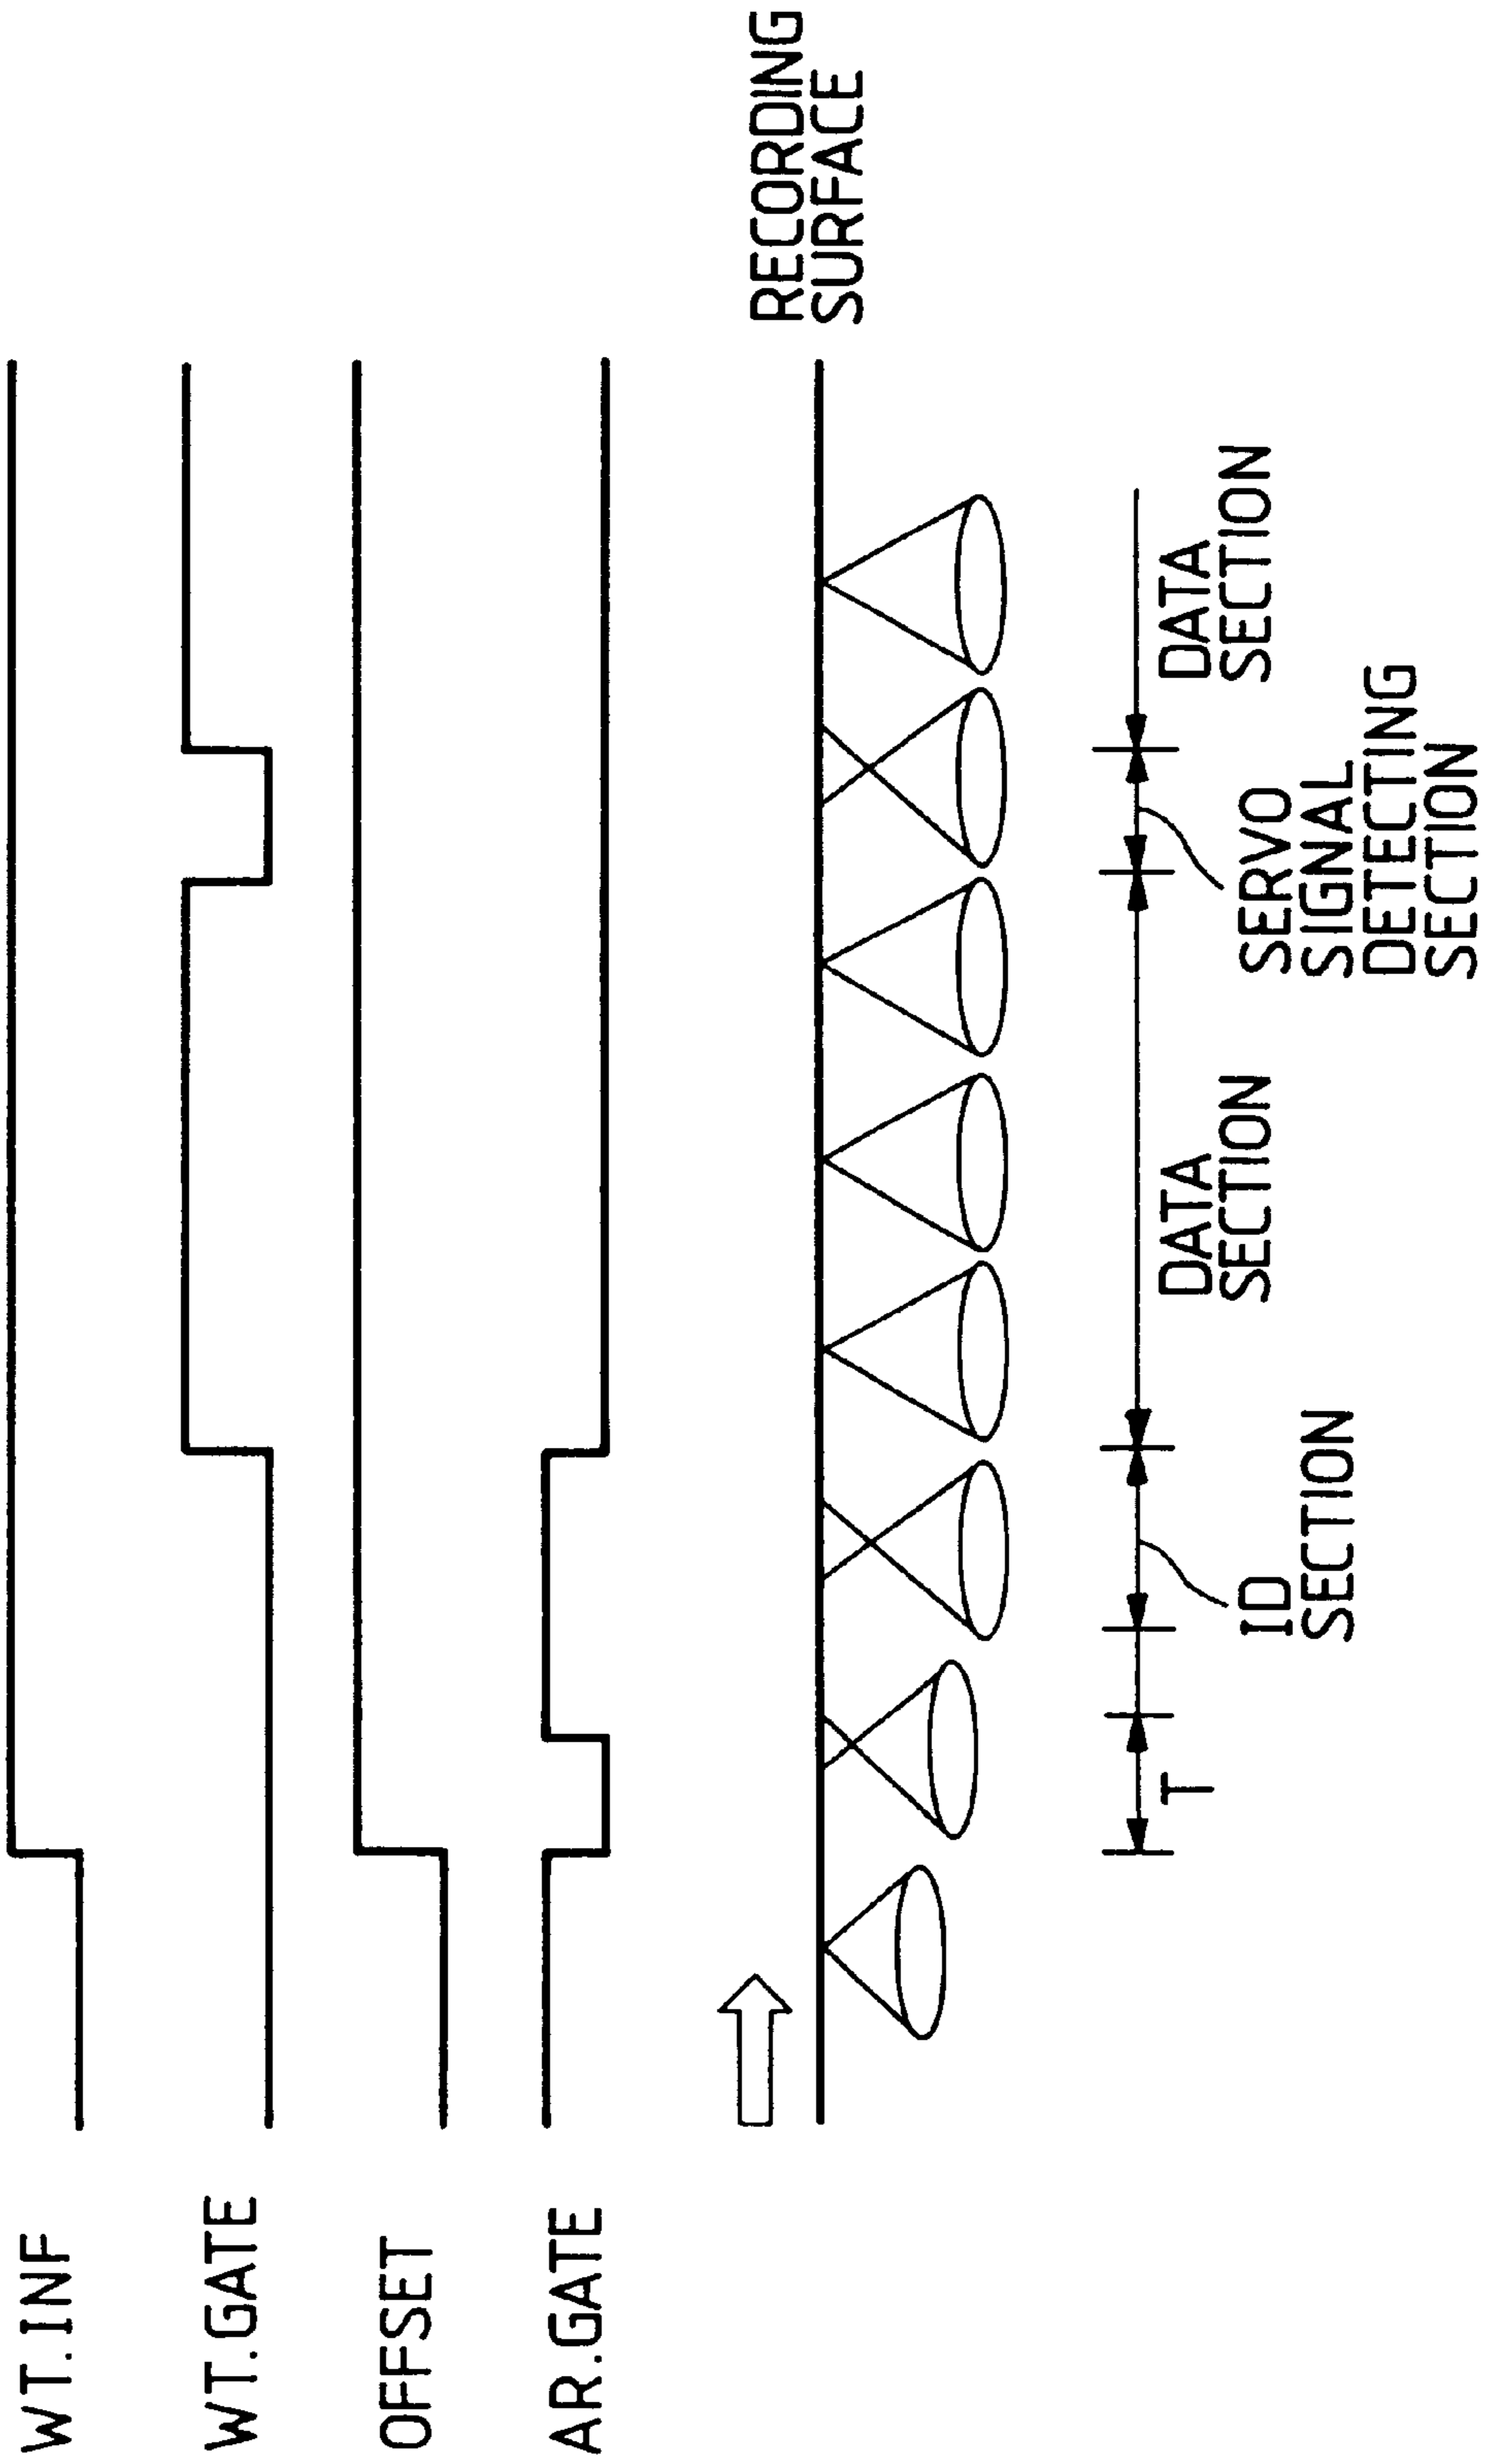 WT.INF
WT.GATE
OFFSET
AR.GATE
RECORDING
SURFACE
T
ID
SECTION
DATA
SECTION
SERVO
SIGNAL
DETECTING
SECTION
DATA
SECTION